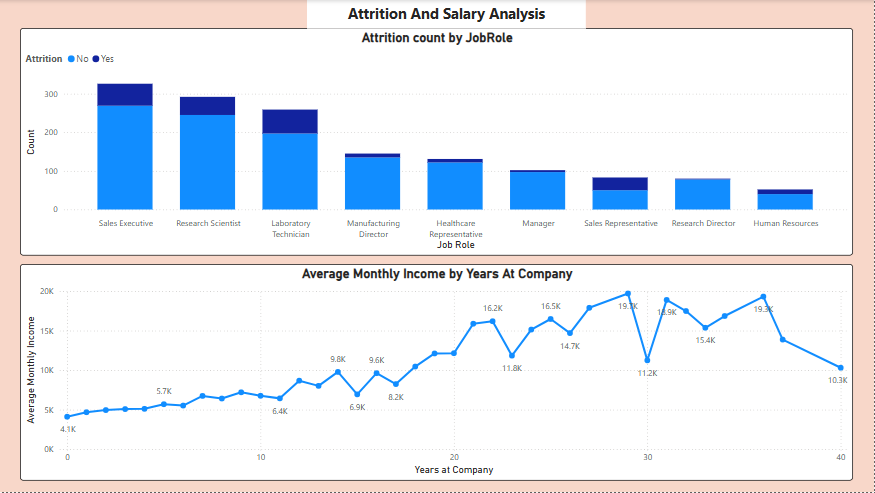 Attrition And Salary Analysis
Attrition count by JobRole
Attrition No Yes
300
200
100
0
Count
Sales Executive Research Scientist Laboratory Technician Manufacturing Director Healthcare Representative Manager Sales Representative Research Director Human Resources
Job Role
Average Monthly Income by Years At Company
20K
15K
10K
5K
0K
Average Monthly Income
4.1K 5.7K 6.4K 9.8K 6.9K 9.6K 8.2K 16.2K 11.8K 16.5K 14.7K 11.2K 15.4K 19.3K 10.3K
0 10 20 30 40
Years at Company